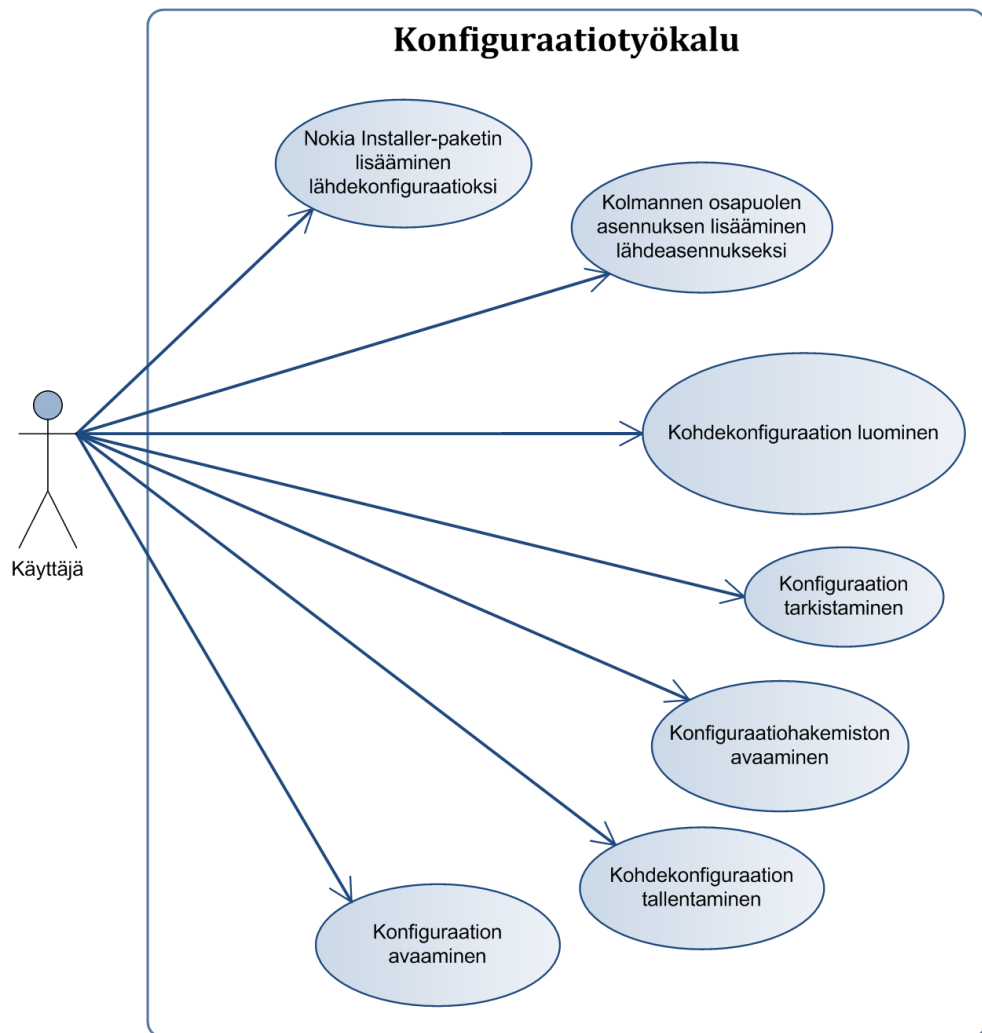 Konfiguraatiotyökalu
Nokia Installer-paketin
lisääminen
lähdekonfiguraatioksi
Kolmannen osapuolen
asennuksen lisääminen
lähdeasennukseksi
Kohdekonfiguraation luominen
Käyttäjä
Konfiguraation
tarkistaminen
Konfiguraatiohakemiston
avaaminen
Kohdekonfiguraation
tallentaminen
Konfiguraation
avaaminen